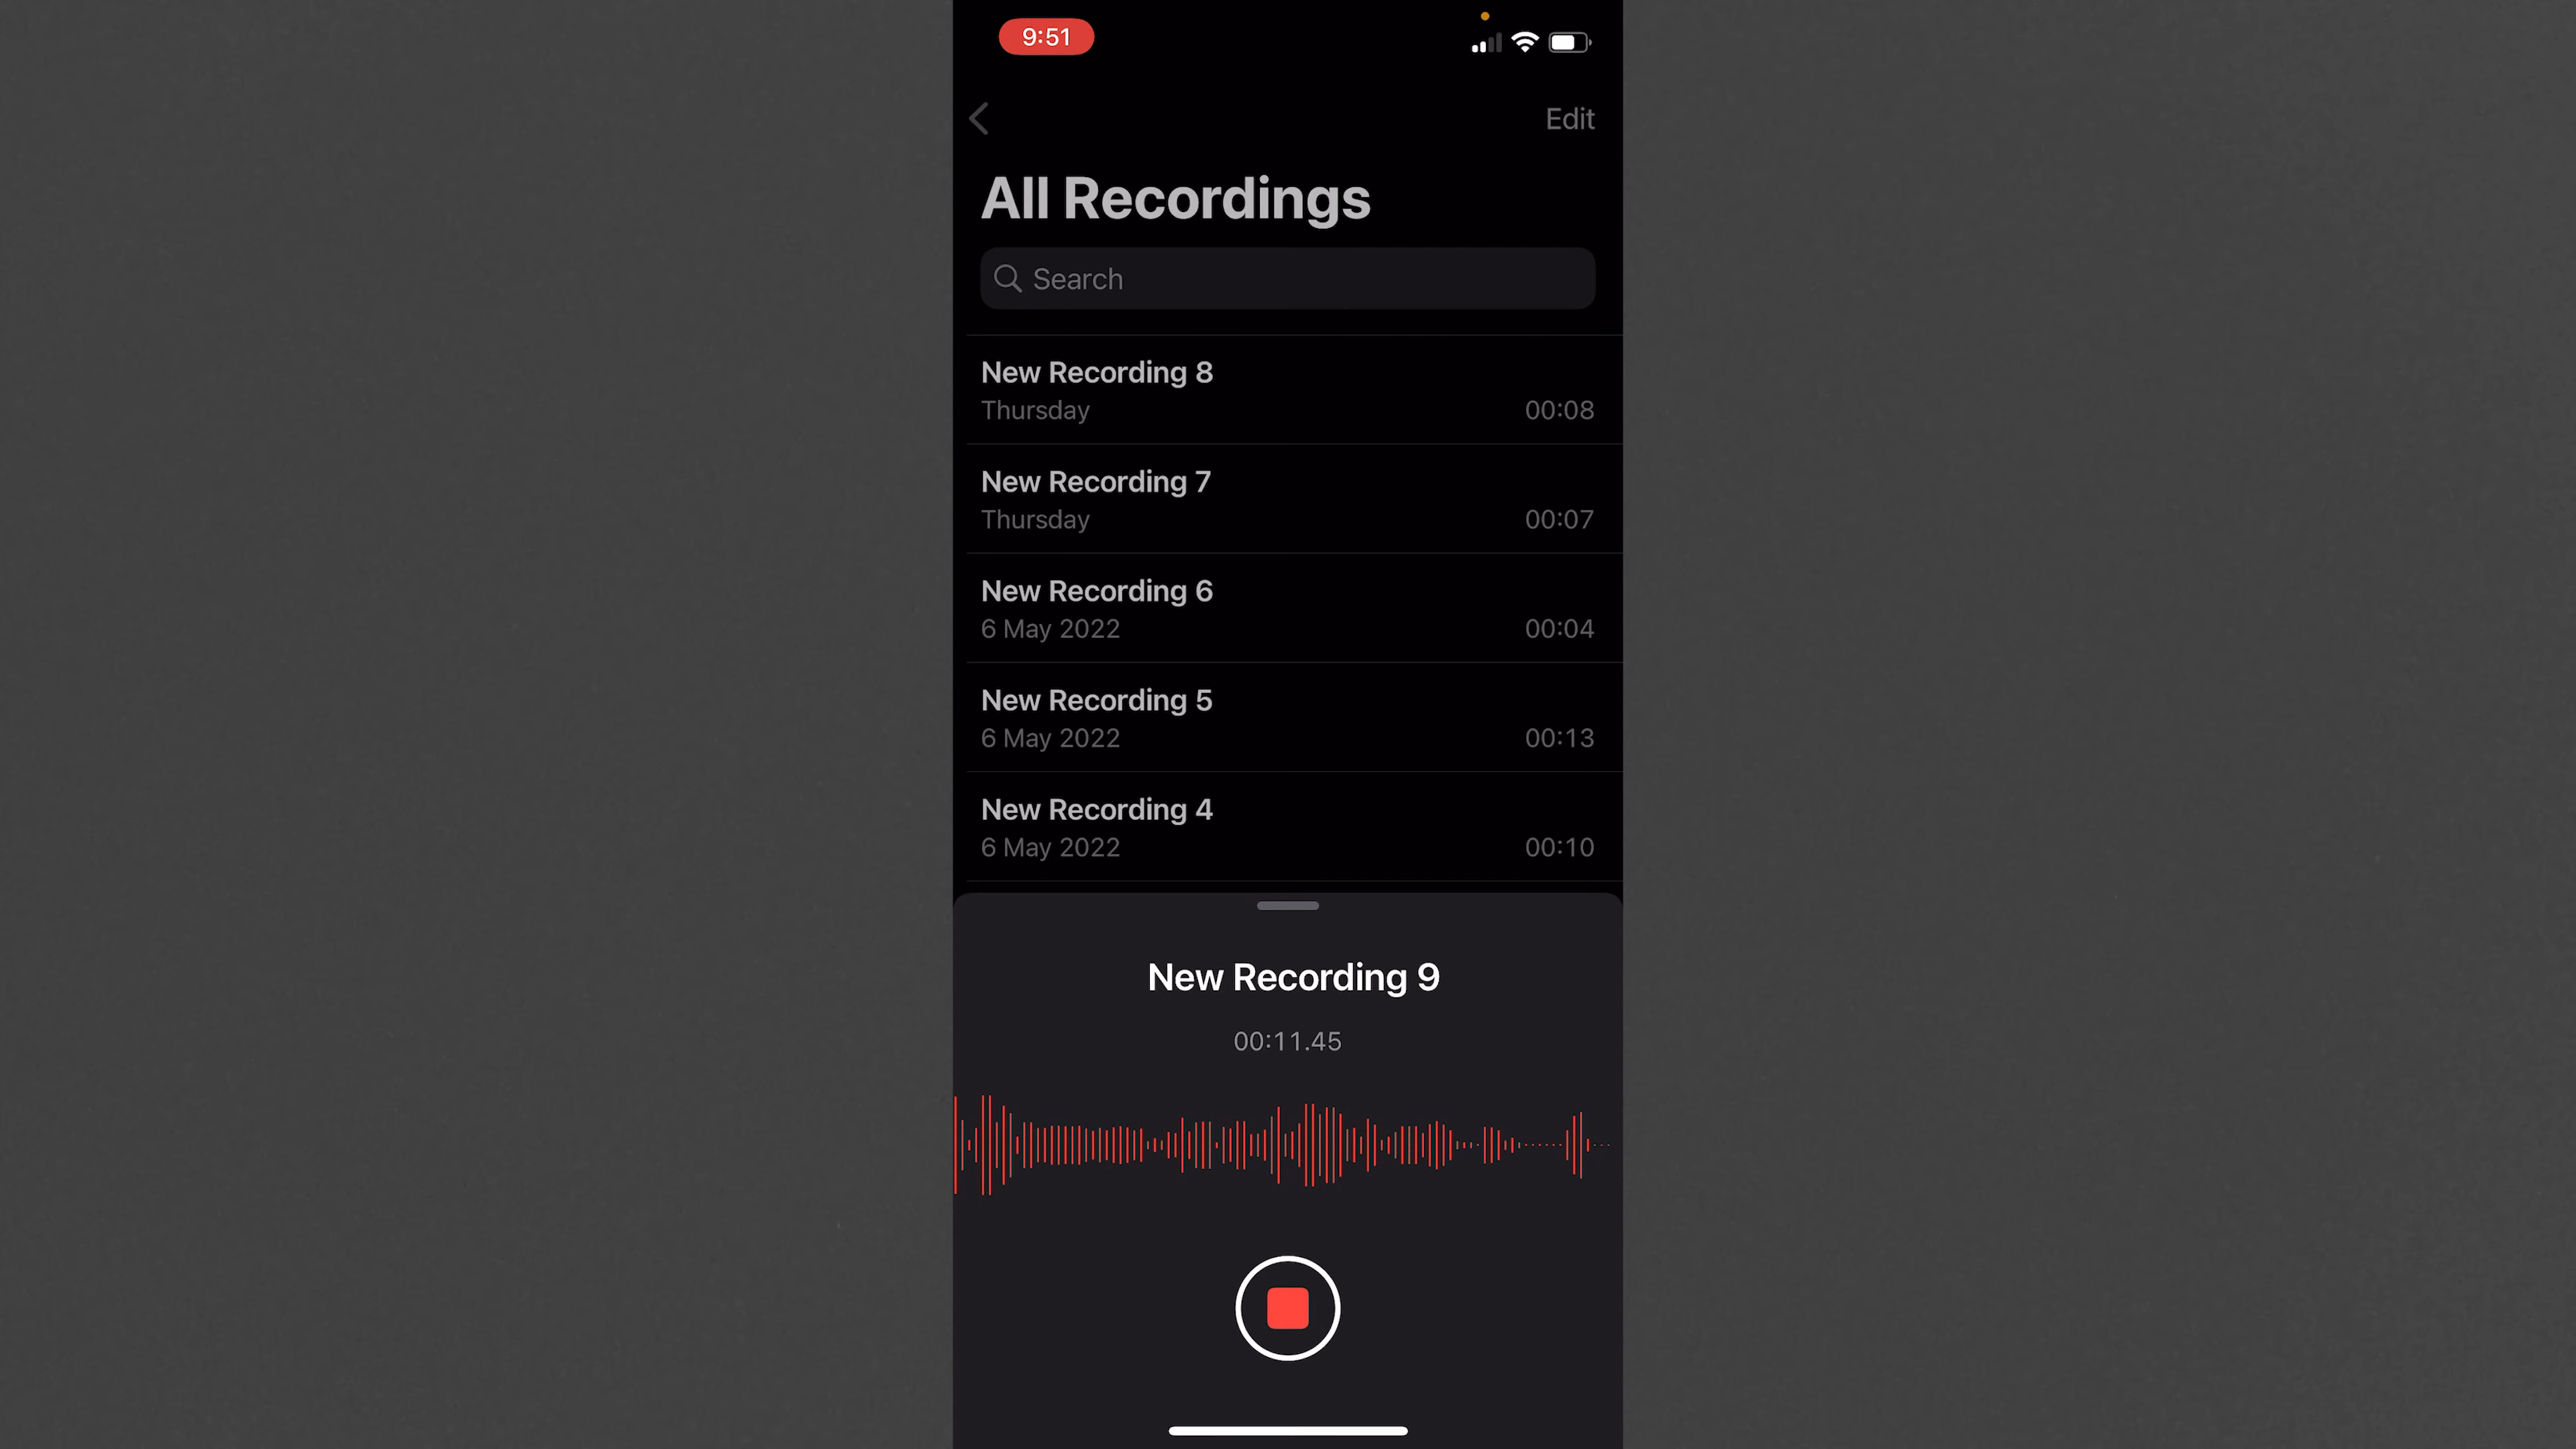 9:51
Edit
All Recordings
Search
New Recording 8
Thursday
00:08
New Recording 7
Thursday
00:07
New Recording 6
6 May 2022
00:04
New Recording 5
6 May 2022
00:13
New Recording 4
6 May 2022
00:10
New Recording 9
00:11.45